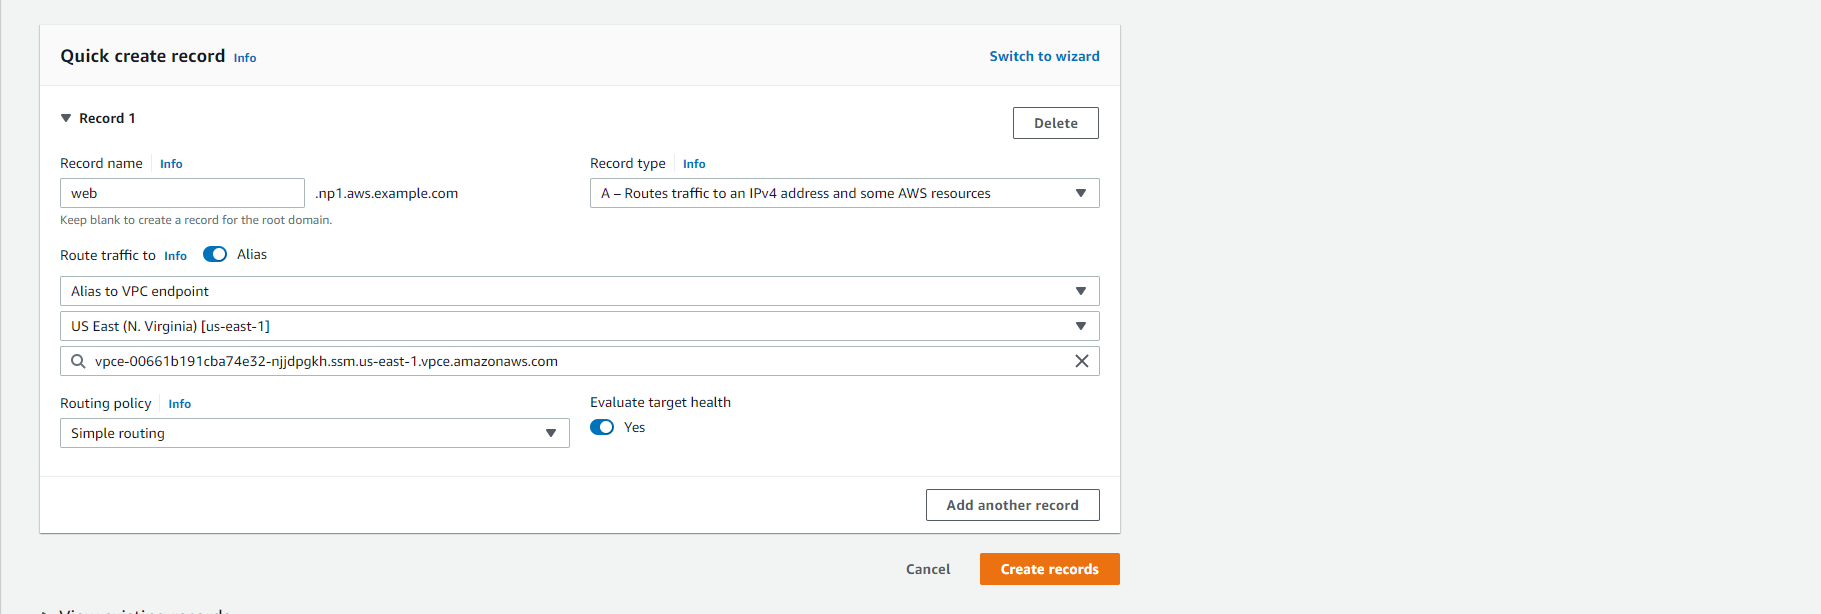 Quick create record Info Switch to wizard
Record 1 Delete
Record name Info Record type Info
web .np1.aws.example.com A – Routes traffic to an IPv4 address and some AWS resources
Keep blank to create a record for the root domain.
Route traffic to Info Alias
Alias to VPC endpoint
US East (N. Virginia) [us-east-1]
vpce-00661b191cba74e32-njjdpgkh.ssm.us-east-1.vpce.amazonaws.com
Routing policy Info Evaluate target health
Simple routing Yes
Add another record
Cancel Create records
View existing records